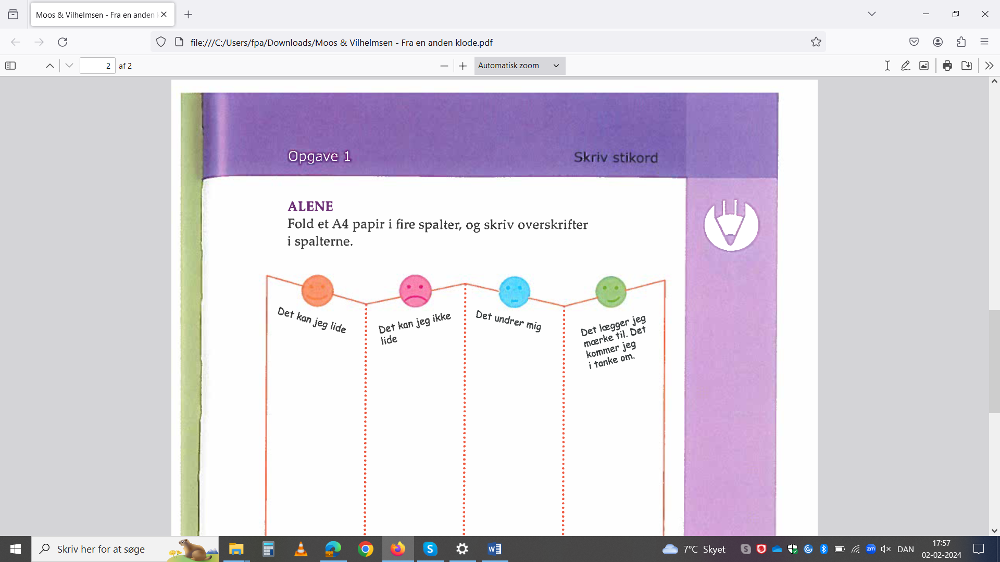 Moos & Vilhelmsen - Fra en anden
file:///C:/Users/fpa/Downloads/Moos & Vilhelmsen - Fra en anden klode.pdf
2 af 2
Automatisk zoom
Opgave 1
Skriv stikord
ALENE
Fold et A4 papir i fire spalter, og skriv overskrifter
i spalterne.
Det kan jeg lide
Det kan jeg ikke
lide
Det undrer mig
Det lægger jeg
mærke til. Det
kommer jeg
i tanke om.
Skriv her for at søge
7°C Skyet
zm
DAN
17:57
02-02-2024